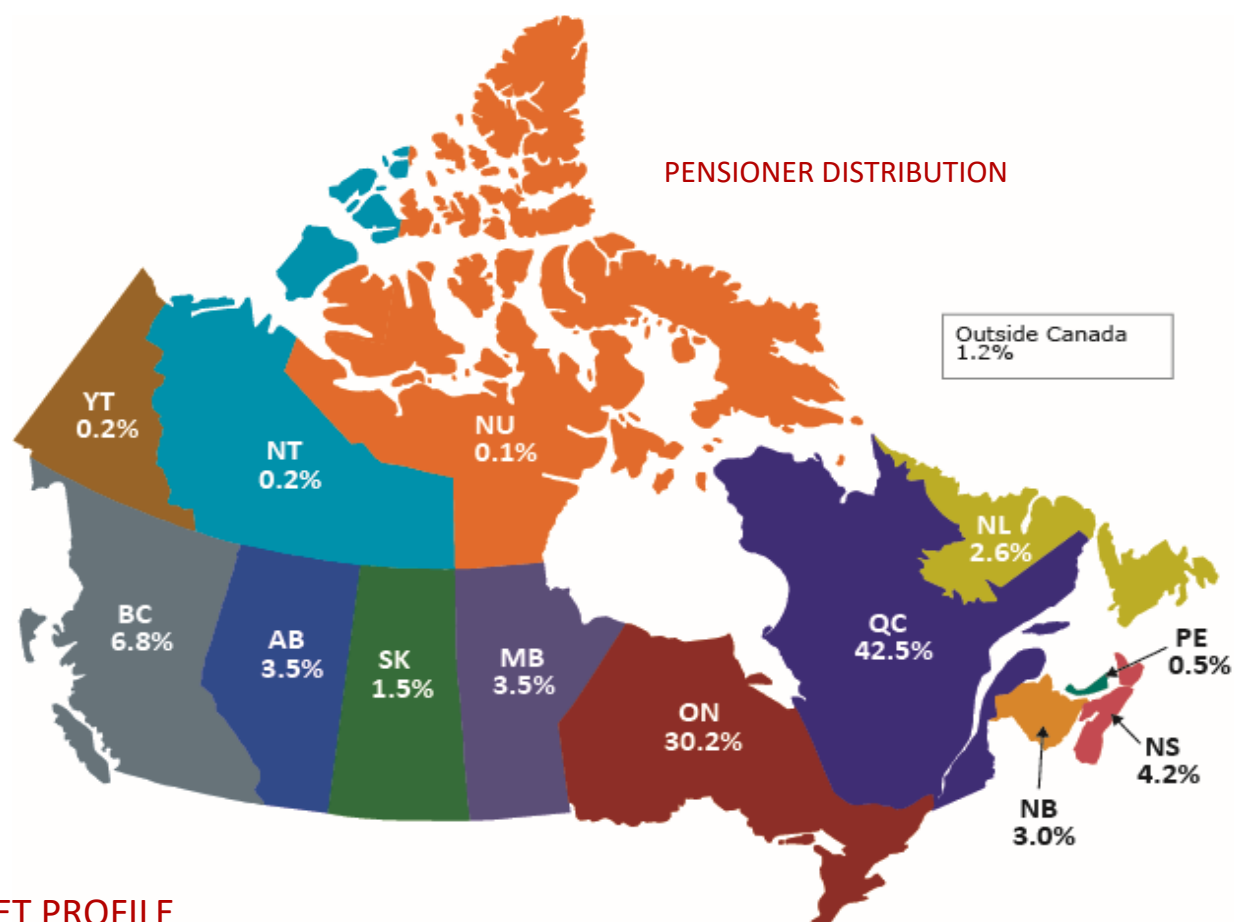 PENSIONER DISTRIBUTION
Outside Canada
1.2%
YT
0.2%
NT
0.2%
NU
0.1%
NL
2.6%
BC
6.8%
AB
3.5%
SK
1.5%
MB
3.5%
ON
30.2%
QC
42.5%
PE
0.5%
NS
4.2%
NB
3.0%
ET PROFILE